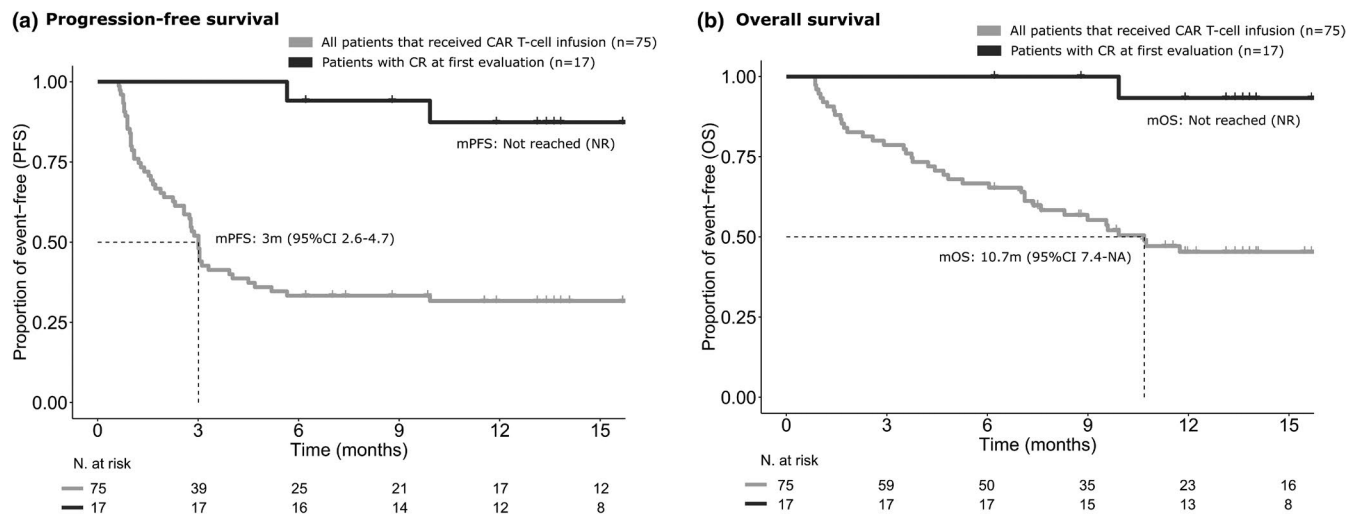 (a) Progression-free survival
All patients that received CAR T-cell infusion (n=75)
Patients with CR at first evaluation (n=17)
Proportion of event-free (PFS)
1.00
0.75
0.50
0.25
0.00
mPFS: Not reached (NR)
mPFS: 3m (95%CI 2.6-4.7)
0 3 6 9 12 15
Time (months)
N. at risk
75 39 25 21 17 12
17 17 16 14 12 8
(b) Overall survival
All patients that received CAR T-cell infusion (n=75)
Patients with CR at first evaluation (n=17)
Proportion of event-free (OS)
1.00
0.75
0.50
0.25
0.00
mOS: Not reached (NR)
mOS: 10.7m (95%CI 7.4-NA)
0 3 6 9 12 15
Time (months)
N. at risk
75 59 50 35 23 16
17 17 17 15 13 8